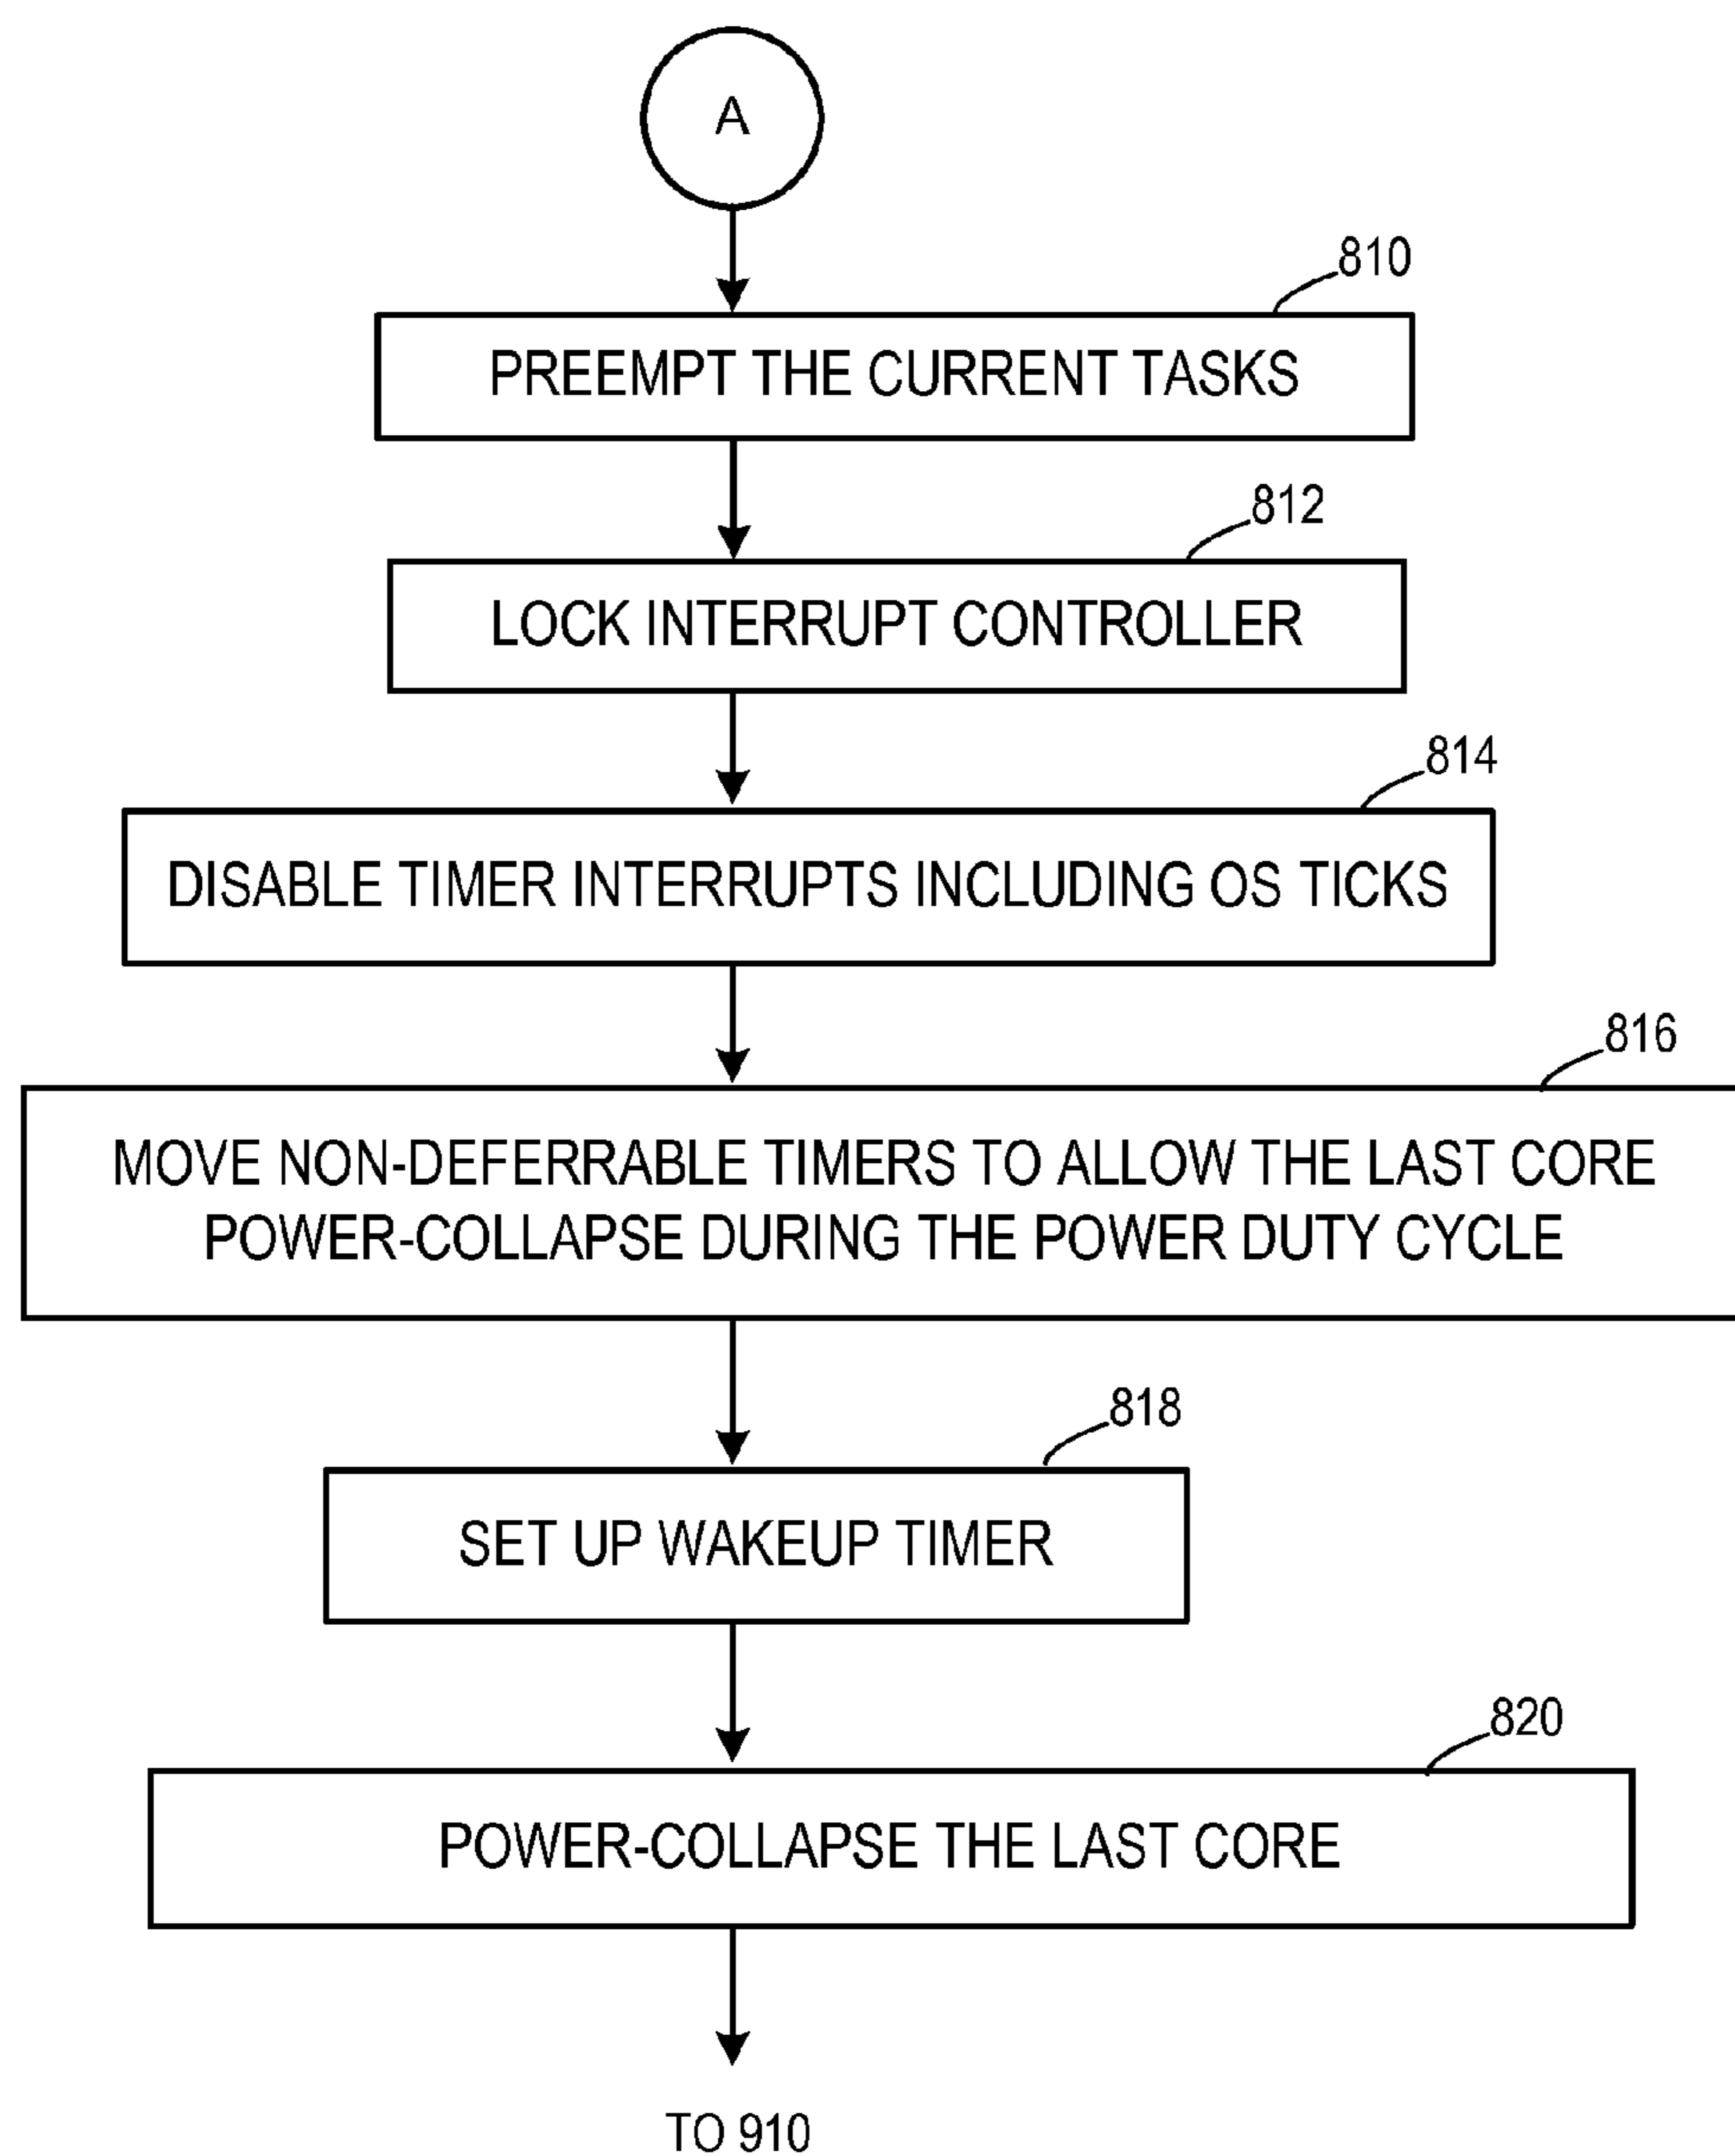 A
810
PREEMPT THE CURRENT TASKS
812
LOCK INTERRUPT CONTROLLER
814
DISABLE TIMER INTERRUPTS INCLUDING OS TICKS
816
MOVE NON-DEFERRABLE TIMERS TO ALLOW THE LAST CORE
POWER-COLLAPSE DURING THE POWER DUTY CYCLE
818
SET UP WAKEUP TIMER
820
POWER-COLLAPSE THE LAST CORE
TO 910